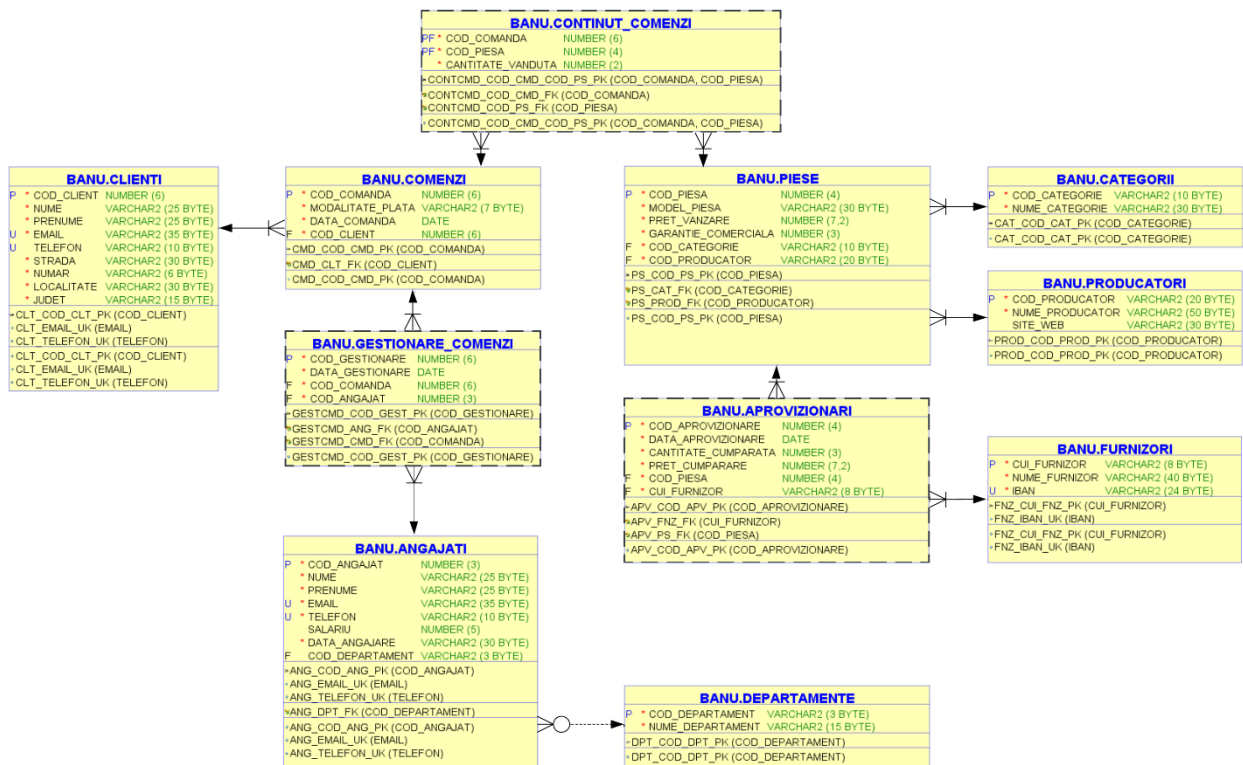 BANU.CONTINUT_COMENZI
PF * COD_COMANDA NUMBER (6)
PF * COD_PIESA NUMBER (4)
* CANTITATE_VANDUTA NUMBER (2)
CONTCMD_COD_CMD_COD_PS_PK (COD_COMANDA, COD_PIESA)
CONTCMD_COD_CMD_FK (COD_COMANDA)
CONTCMD_COD_PS_FK (COD_PIESA)
CONTCMD_COD_CMD_COD_PS_PK (COD_COMANDA, COD_PIESA)
BANU.CLIENTI
P * COD_CLIENT NUMBER (6)
* NUME VARCHAR2 (25 BYTE)
* PRENUME VARCHAR2 (25 BYTE)
U * EMAIL VARCHAR2 (35 BYTE)
U TELEFON VARCHAR2 (10 BYTE)
* STRADA VARCHAR2 (30 BYTE)
* NUMAR VARCHAR2 (6 BYTE)
* LOCALITATE VARCHAR2 (30 BYTE)
* JUDET VARCHAR2 (15 BYTE)
CLT_COD_CLT_PK (COD_CLIENT)
CLT_EMAIL_UK (EMAIL)
CLT_TELEFON_UK (TELEFON)
CLT_COD_CLT_PK (COD_CLIENT)
CLT_EMAIL_UK (EMAIL)
CLT_TELEFON_UK (TELEFON)
BANU.COMENZI
P * COD_COMANDA NUMBER (6)
* MODALITATE_PLATA VARCHAR2 (7 BYTE)
* DATA_COMANDA DATE
F * COD_CLIENT NUMBER (6)
CMD_COD_CMD_PK (COD_COMANDA)
CMD_CLT_FK (COD_CLIENT)
CMD_COD_CMD_PK (COD_COMANDA)
BANU.PIESE
P * COD_PIESA NUMBER (4)
* MODEL_PIESA VARCHAR2 (30 BYTE)
* PRET_VANZARE NUMBER (7,2)
* GARANTIE_COMERCIALA NUMBER (3)
F * COD_CATEGORIE VARCHAR2 (10 BYTE)
F * COD_PRODUCATOR VARCHAR2 (20 BYTE)
PS_COD_PS_PK (COD_PIESA)
PS_CAT_FK (COD_CATEGORIE)
PS_PROD_FK (COD_PRODUCATOR)
PS_COD_PS_PK (COD_PIESA)
BANU.CATEGORII
P * COD_CATEGORIE VARCHAR2 (10 BYTE)
* NUME_CATEGORIE VARCHAR2 (30 BYTE)
CAT_COD_CAT_PK (COD_CATEGORIE)
CAT_COD_CAT_PK (COD_CATEGORIE)
BANU.PRODUCATORI
P * COD_PRODUCATOR VARCHAR2 (20 BYTE)
* NUME_PRODUCATOR VARCHAR2 (50 BYTE)
SITE_WEB VARCHAR2 (30 BYTE)
PROD_COD_PROD_PK (COD_PRODUCATOR)
PROD_COD_PROD_PK (COD_PRODUCATOR)
BANU.GESTIONARE_COMENZI
P * COD_GESTIONARE NUMBER (6)
* DATA_GESTIONARE DATE
F * COD_COMANDA NUMBER (6)
F * COD_ANGAJAT NUMBER (3)
GESTCMD_COD_GEST_PK (COD_GESTIONARE)
GESTCMD_ANG_FK (COD_ANGAJAT)
GESTCMD_CMD_FK (COD_COMANDA)
GESTCMD_COD_GEST_PK (COD_GESTIONARE)
BANU.APROVIZIONARI
P * COD_APROVIZIONARE NUMBER (4)
* DATA_APROVIZIONARE DATE
* CANTITATE_CUMPARATA NUMBER (3)
* PRET_CUMPARARE NUMBER (7,2)
F * COD_PIESA NUMBER (4)
F * CUI_FURNIZOR VARCHAR2 (8 BYTE)
APV_COD_APV_PK (COD_APROVIZIONARE)
APV_FNZ_FK (CUI_FURNIZOR)
APV_PS_FK (COD_PIESA)
APV_COD_APV_PK (COD_APROVIZIONARE)
BANU.FURNIZORI
P * CUI_FURNIZOR VARCHAR2 (8 BYTE)
* NUME_FURNIZOR VARCHAR2 (40 BYTE)
U * IBAN VARCHAR2 (24 BYTE)
FNZ_CUI_FNZ_PK (CUI_FURNIZOR)
FNZ_IBAN_UK (IBAN)
FNZ_CUI_FNZ_PK (CUI_FURNIZOR)
FNZ_IBAN_UK (IBAN)
BANU.ANGAJATI
P * COD_ANGAJAT NUMBER (3)
* NUME VARCHAR2 (25 BYTE)
* PRENUME VARCHAR2 (25 BYTE)
U * EMAIL VARCHAR2 (35 BYTE)
U * TELEFON VARCHAR2 (10 BYTE)
SALARIU NUMBER (5)
* DATA_ANGAJARE VARCHAR2 (30 BYTE)
F COD_DEPARTAMENT VARCHAR2 (3 BYTE)
ANG_COD_ANG_PK (COD_ANGAJAT)
ANG_EMAIL_UK (EMAIL)
ANG_TELEFON_UK (TELEFON)
ANG_DPT_FK (COD_DEPARTAMENT)
ANG_COD_ANG_PK (COD_ANGAJAT)
ANG_EMAIL_UK (EMAIL)
ANG_TELEFON_UK (TELEFON)
BANU.DEPARTAMENTE
P * COD_DEPARTAMENT VARCHAR2 (3 BYTE)
* NUME_DEPARTAMENT VARCHAR2 (15 BYTE)
DPT_COD_DPT_PK (COD_DEPARTAMENT)
DPT_COD_DPT_PK (COD_DEPARTAMENT)